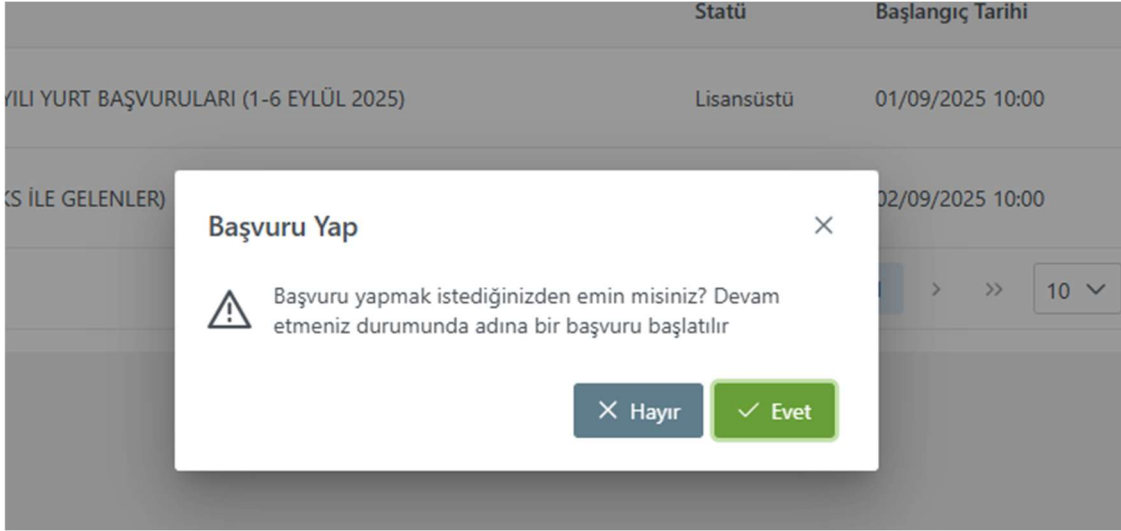 Statü Başlangıç Tarihi
YILI YURT BAŞVURULARI (1-6 EYLÜL 2025) Lisansüstü 01/09/2025 10:00
KS İLE GELENLER) 02/09/2025 10:00
Başvuru Yap
Başvuru yapmak istediğinizden emin misiniz? Devam
etmeniz durumunda adına bir başvuru başlatılır
10
Hayır Evet